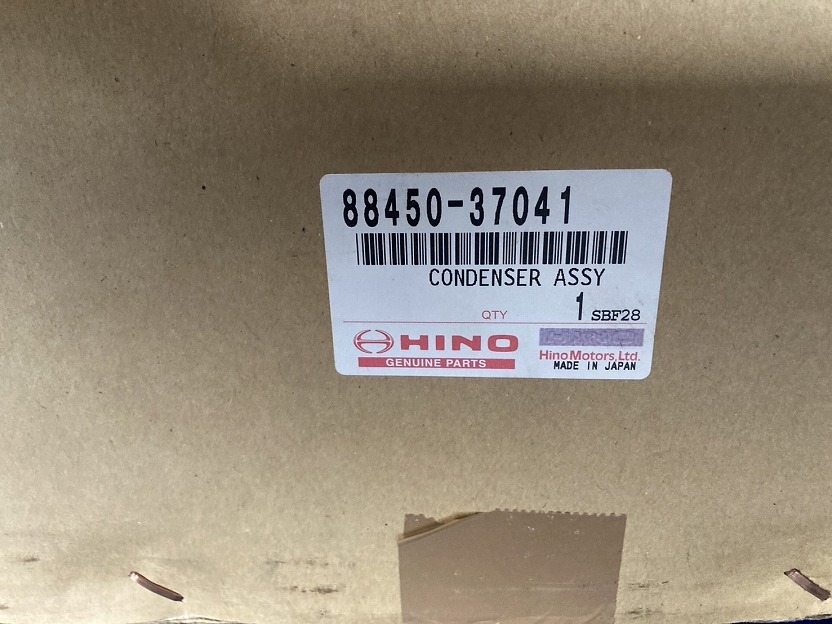 88450-37041
CONDENSER ASSY
QTY 1 SBF28
HINO
GENUINE PARTS
Hino Motors, Ltd.
MADE IN JAPAN